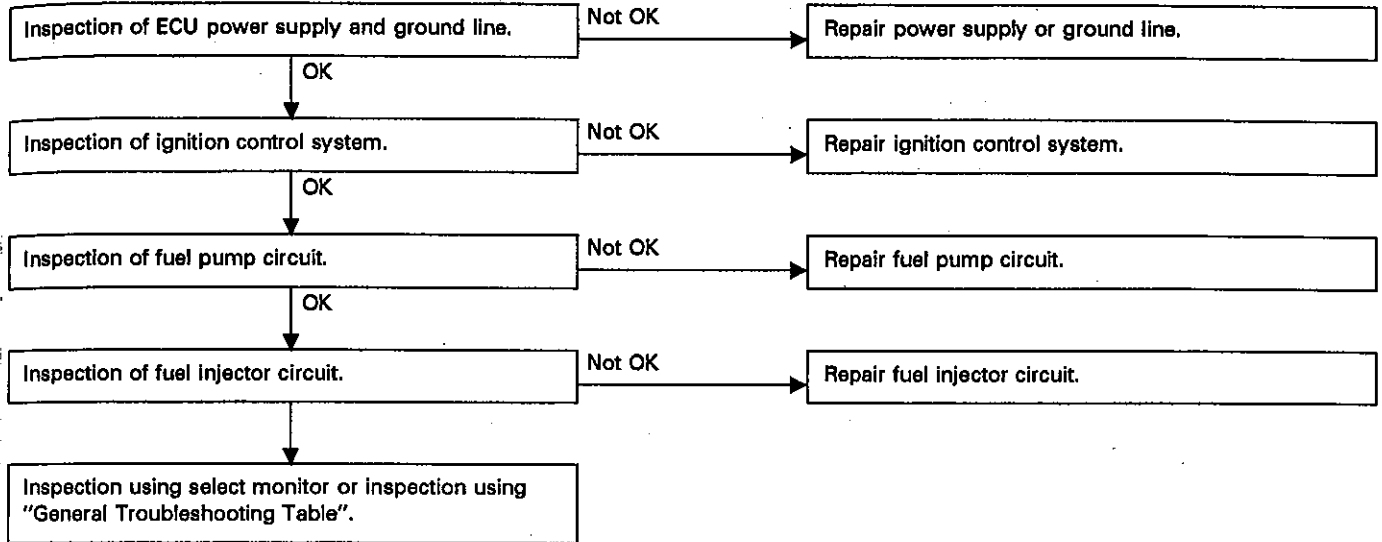 Inspection of ECU power supply and ground line.
Not OK
Repair power supply or ground line.
OK
Inspection of ignition control system.
Not OK
Repair ignition control system.
OK
Inspection of fuel pump circuit.
Not OK
Repair fuel pump circuit.
OK
Inspection of fuel injector circuit.
Not OK
Repair fuel injector circuit.
Inspection using select monitor or inspection using
"General Troubleshooting Table".